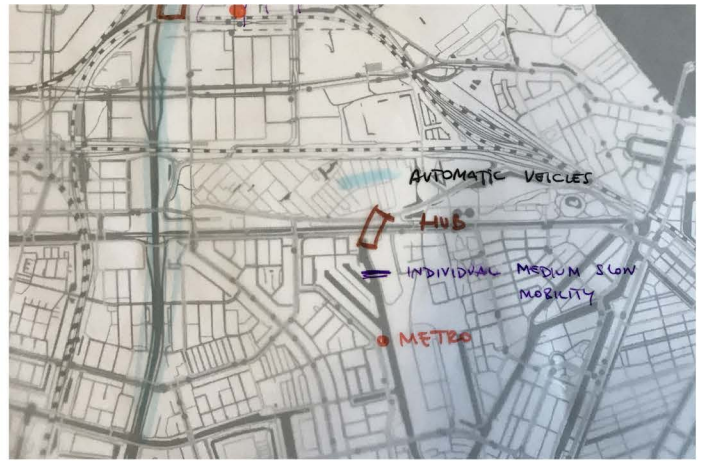 AUTOMATIC VEICLES
HUB
INDIVIDUAL MEDIUM SLOW
MOBILITY
METRO